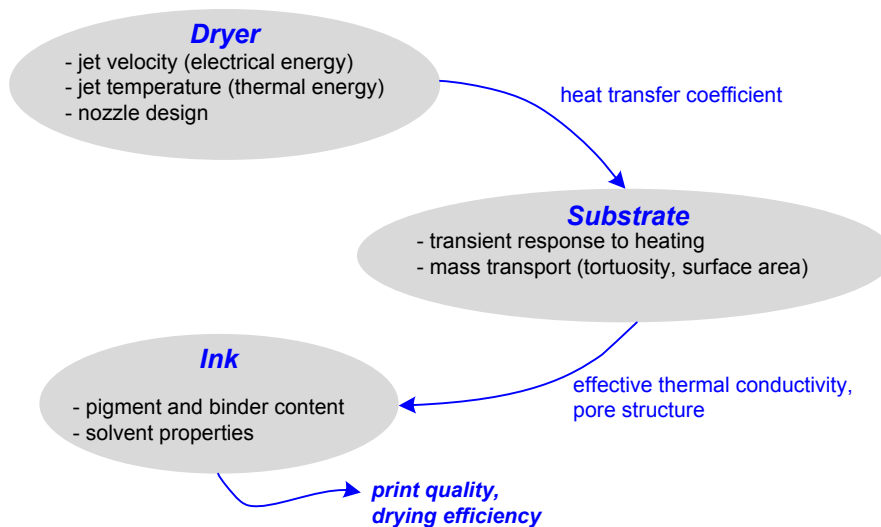 Dryer
- jet velocity (electrical energy)
- jet temperature (thermal energy)
- nozzle design
heat transfer coefficient
Substrate
- transient response to heating
- mass transport (tortuosity, surface area)
Ink
- pigment and binder content
- solvent properties
effective thermal conductivity,
pore structure
print quality,
drying efficiency